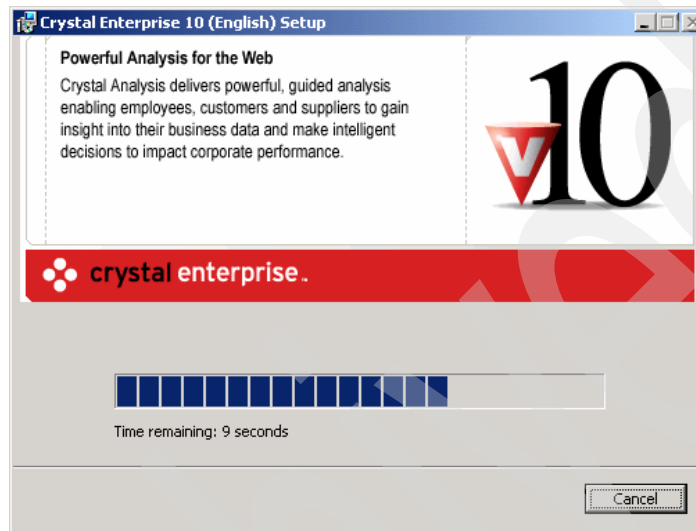 Crystal Enterprise 10 (English) Setup
Powerful Analysis for the Web
Crystal Analysis delivers powerful, guided analysis
enabling employees, customers and suppliers to gain
insight into their business data and make intelligent
decisions to impact corporate performance.
v10
crystal enterprise™
Time remaining: 9 seconds
Cancel